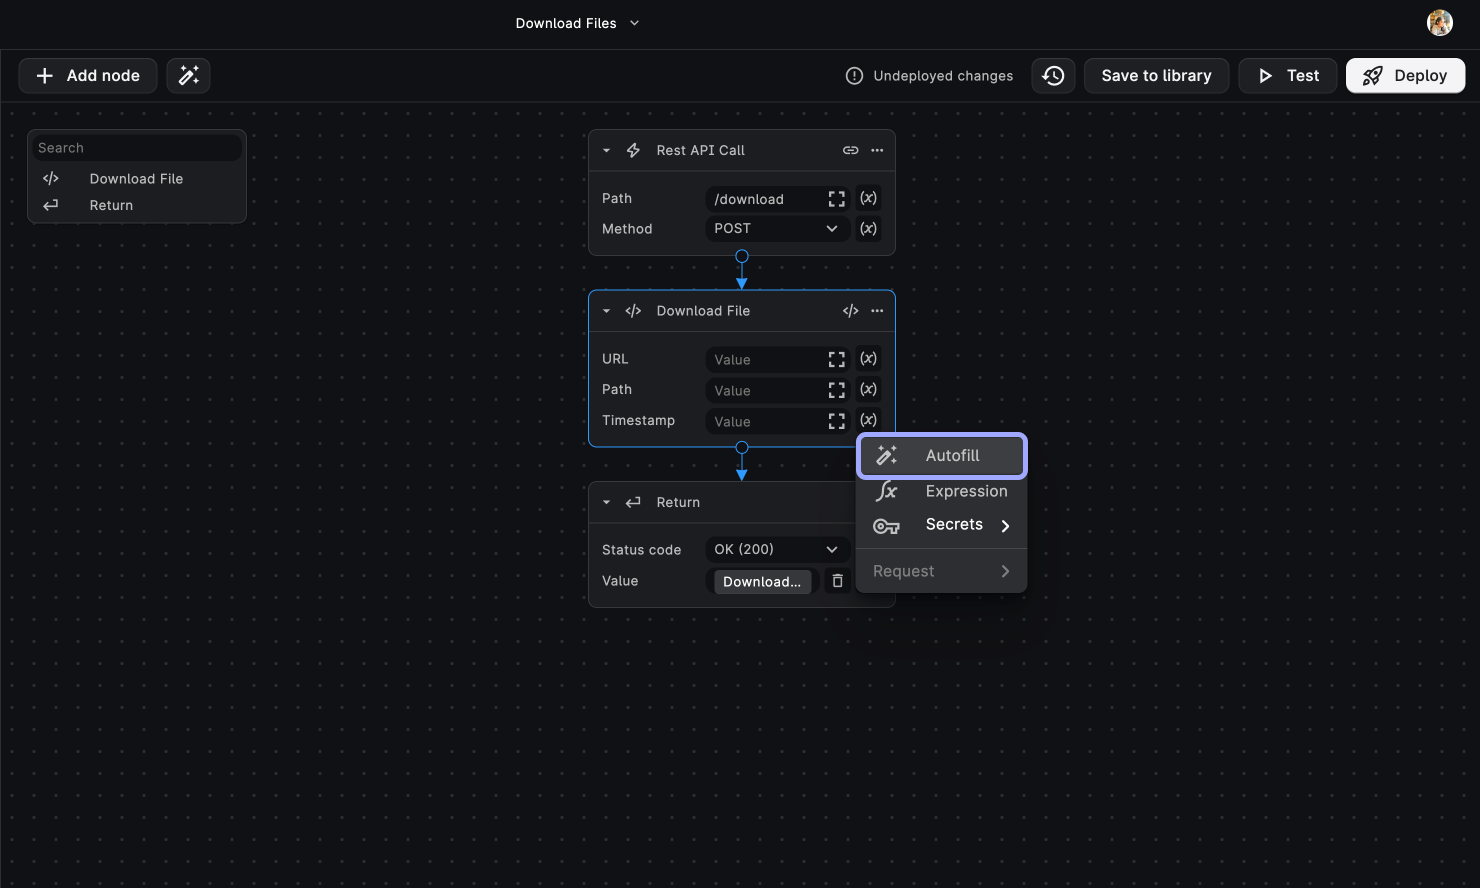 Download Files
Add node
Undeployed changes
Save to library
Test
Deploy
Search
Download File
Return
Rest API Call
Path
/download
(x)
Method
POST
(x)
Download File
URL
Value
(x)
Path
Value
(x)
Timestamp
Value
(x)
Autofill
Expression
Secrets
Request
Return
Status code
OK (200)
Value
Download...